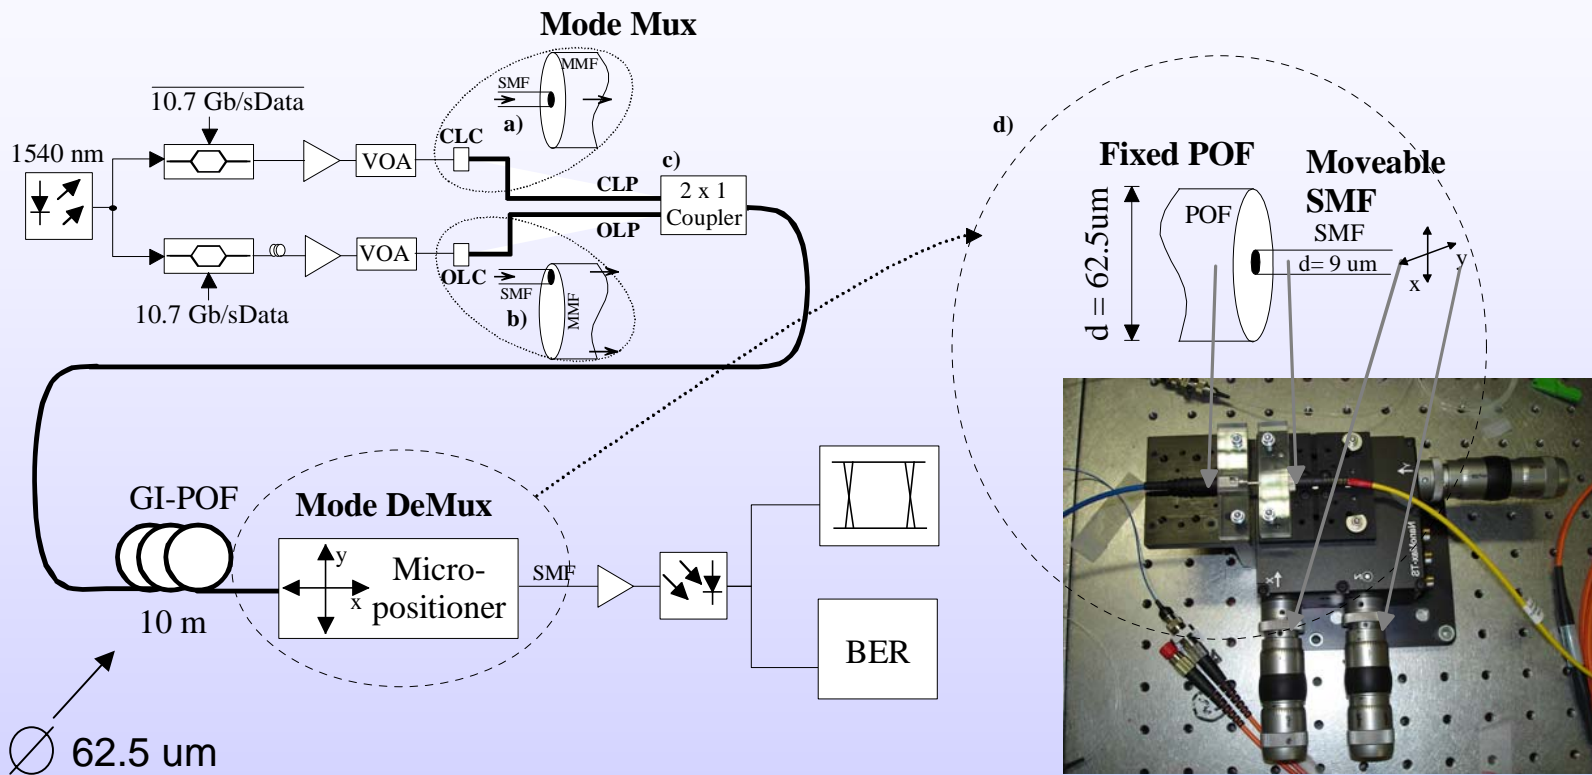 Mode Mux
10.7 Gb/sData
1540 nm
VOA
CLC
SMF
MMF
a)
CLP
c)
2 x 1
Coupler
OLP
VOA
OLC
SMF
MMF
b)
10.7 Gb/sData
d)
Fixed POF
Moveable
SMF
POF
SMF
d= 9 um
d = 62.5um
x
y
GI-POF
10 m
Mode DeMux
y
x
Micro-
positioner
SMF
BER
62.5 um
Y
X
Z
NanoMax-TS